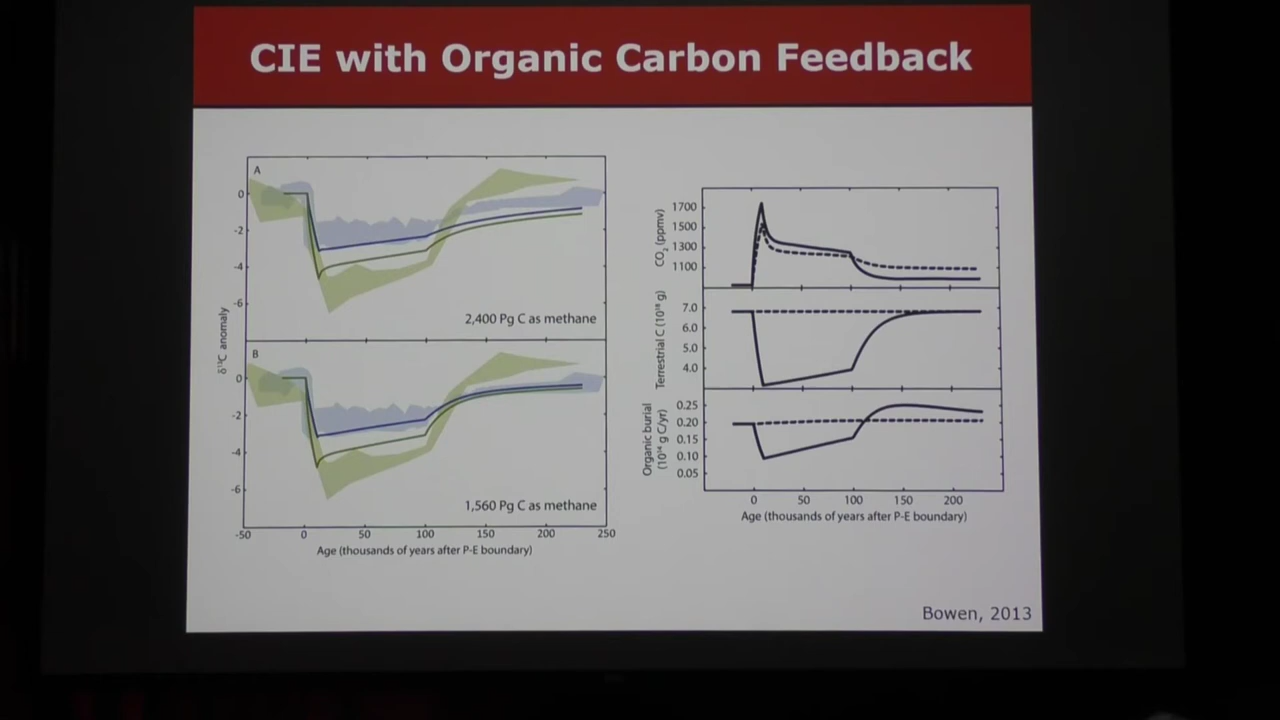 CIE with Organic Carbon Feedback
A
0
-2
-4
-6
2,400 Pg C as methane
δ¹³C anomaly
B
0
-2
-4
-6
1,560 Pg C as methane
-50 0 50 100 150 200 250
Age (thousands of years after P-E boundary)
CO₂ (ppmv)
1700
1500
1300
1100
Terrestrial C (10¹⁸ g)
7.0
6.0
5.0
4.0
Organic burial
(10¹⁴ g C/yr)
0.25
0.20
0.15
0.10
0.05
0 50 100 150 200
Age (thousands of years after P-E boundary)
Bowen, 2013